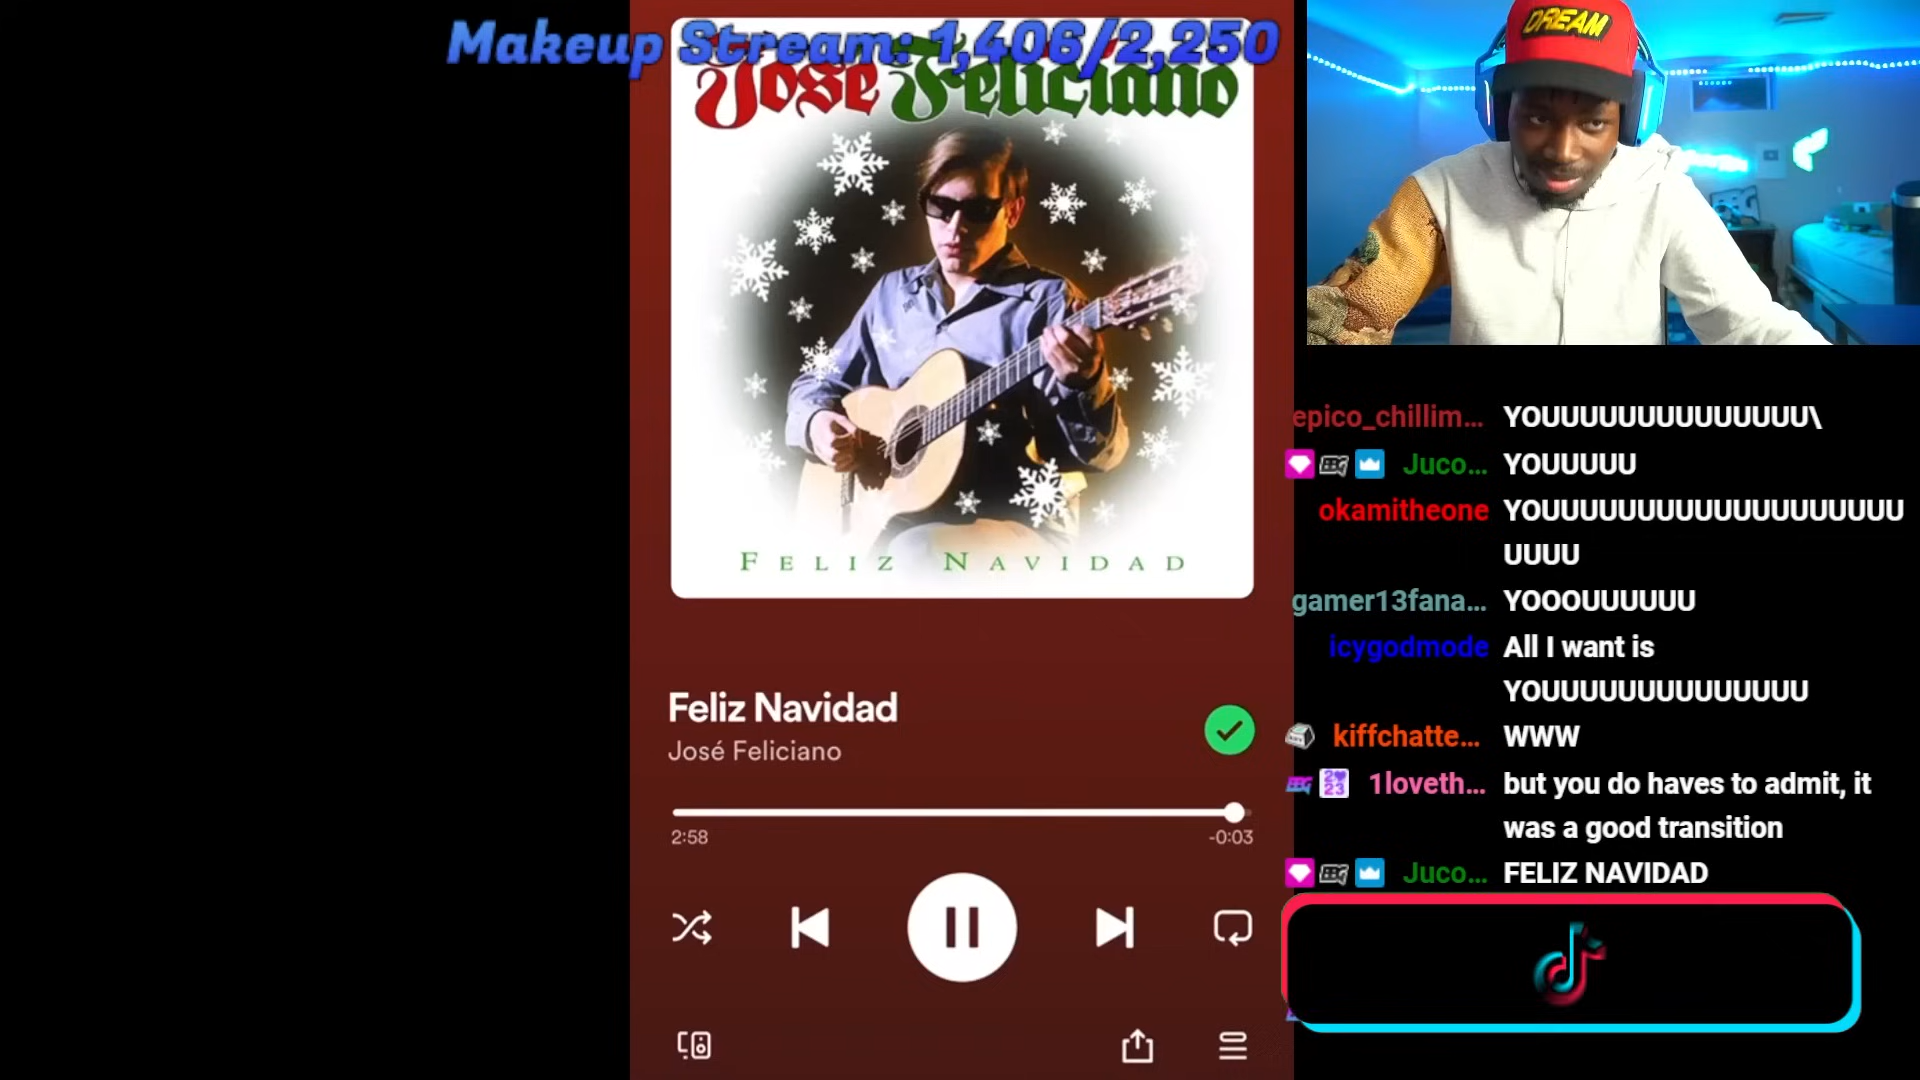 Makeup Stream: 1,406/2,250
José Feliciano
DREAM
FELIZ NAVIDAD
Feliz Navidad
José Feliciano
2:58
-0:03
epico_chillim... YOUUUUUUUUUUUUUU\
Juco... YOUUUUU
okamitheone YOUUUUUUUUUUUUUUUUUUU
UUUU
gamer13fana... YOOOUUUUUU
icygodmode All I want is
YOUUUUUUUUUUUUUU
kiffchatte... WWW
1loveth... but you do haves to admit, it
was a good transition
Juco... FELIZ NAVIDAD